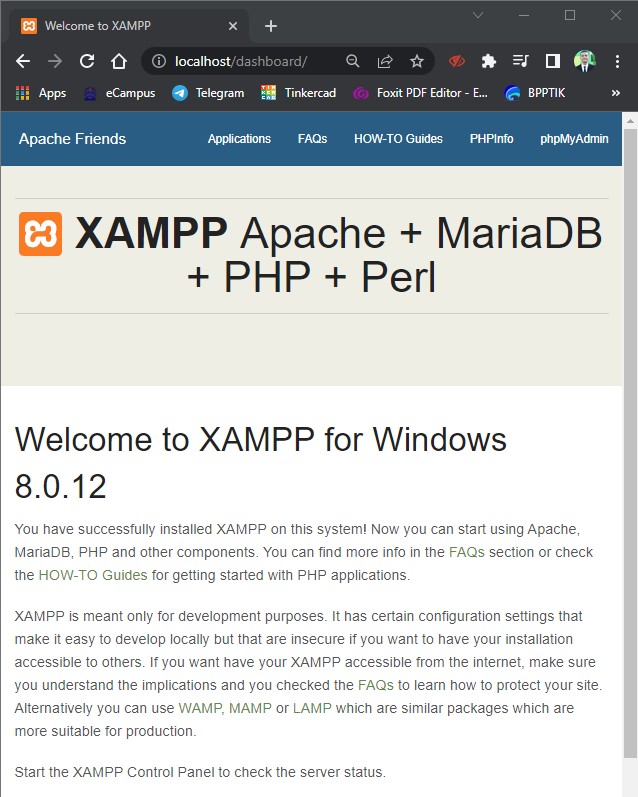 Welcome to XAMPP
localhost/dashboard/
Apps eCampus Telegram Tinkercad Foxit PDF Editor - E... BPPTIK »
Apache Friends Applications FAQs HOW-TO Guides PHPInfo phpMyAdmin
XAMPP Apache + MariaDB
+ PHP + Perl
Welcome to XAMPP for Windows
8.0.12
You have successfully installed XAMPP on this system! Now you can start using Apache,
MariaDB, PHP and other components. You can find more info in the FAQs section or check
the HOW-TO Guides for getting started with PHP applications.
XAMPP is meant only for development purposes. It has certain configuration settings that
make it easy to develop locally but that are insecure if you want to have your installation
accessible to others. If you want have your XAMPP accessible from the internet, make sure
you understand the implications and you checked the FAQs to learn how to protect your site.
Alternatively you can use WAMP, MAMP or LAMP which are similar packages which are
more suitable for production.
Start the XAMPP Control Panel to check the server status.